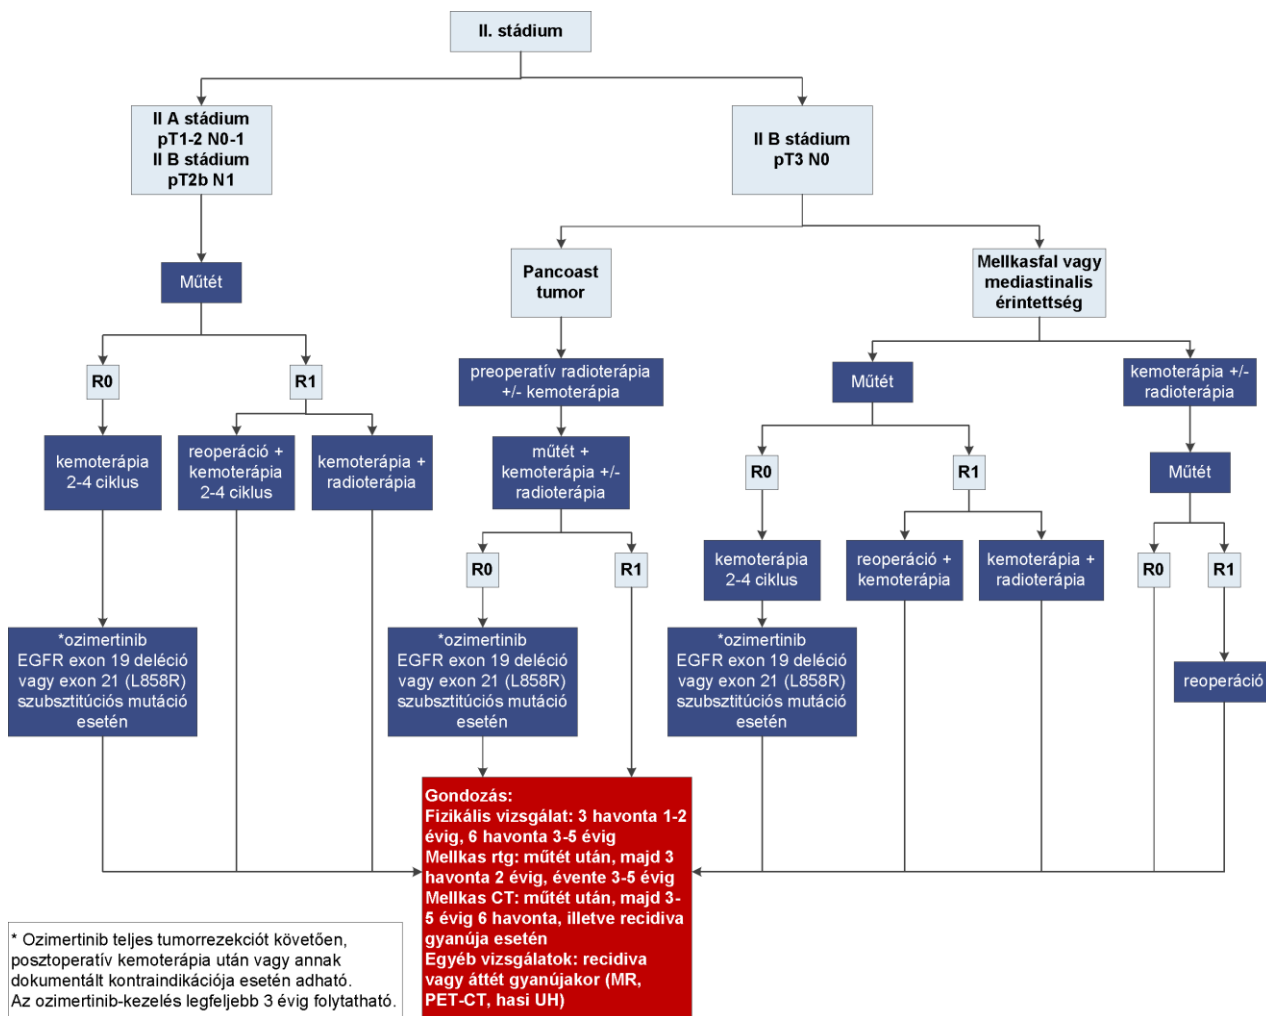 II. stádium
II A stádium
pT1-2 N0-1
II B stádium
pT2b N1
II B stádium
pT3 N0
Műtét
Pancoast
tumor
Mellkasfal vagy
mediastinalis
érintettség
R0
R1
preoperatív radioterápia
+/- kemoterápia
Műtét
kemoterápia +/-
radioterápia
kemoterápia
2-4 ciklus
reoperáció +
kemoterápia
2-4 ciklus
kemoterápia +
radioterápia
műtét +
kemoterápia +/-
radioterápia
R0
R1
Műtét
R0
R1
kemoterápia
2-4 ciklus
reoperáció +
kemoterápia
kemoterápia +
radioterápia
R0
R1
*ozimertinib
EGFR exon 19 deléció
vagy exon 21 (L858R)
szubsztitúciós mutáció
esetén
*ozimertinib
EGFR exon 19 deléció
vagy exon 21 (L858R)
szubsztitúciós mutáció
esetén
*ozimertinib
EGFR exon 19 deléció
vagy exon 21 (L858R)
szubsztitúciós mutáció
esetén
reoperáció
Gondozás:
Fizikális vizsgálat: 3 havonta 1-2
évig, 6 havonta 3-5 évig
Mellkas rtg: műtét után, majd 3
havonta 2 évig, évente 3-5 évig
Mellkas CT: műtét után, majd 3-
5 évig 6 havonta, illetve recidiva
gyanúja esetén
Egyéb vizsgálatok: recidiva
vagy áttét gyanújakor (MR,
PET-CT, hasi UH)
* Ozimertinib teljes tumorrezekciót követően,
posztoperatív kemoterápia után vagy annak
dokumentált kontraindikációja esetén adható.
Az ozimertinib-kezelés legfeljebb 3 évig folytatható.